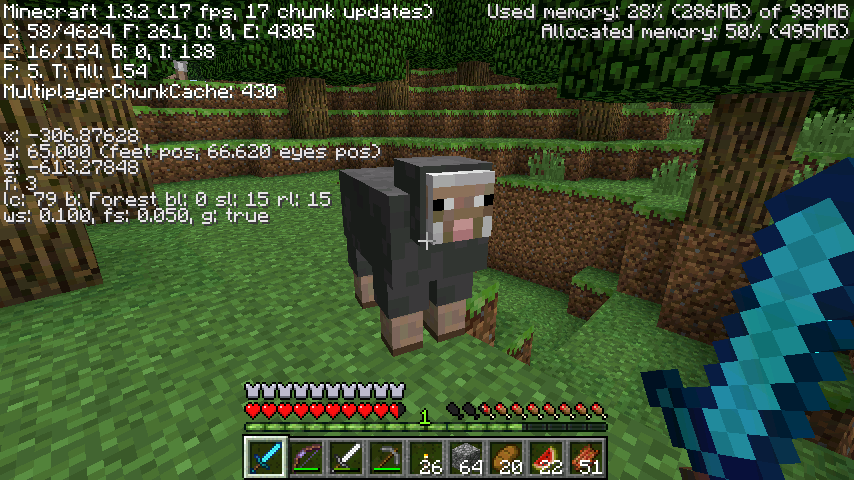 Minecraft 1.3.2 (17 fps, 17 chunk updates)
C: 58/4624, F: 261, O: 0, E: 4305
E: 16/154, B: 0, I: 138
P: 5, T: All: 154
MultiplayerChunkCache: 430
Used memory: 28% (286MB) of 989MB
Allocated memory: 50% (495MB)
x: -306.87628
y: 65.000 (feet pos, 66.620 eyes pos)
z: -613.27848
f: 3
lc: 79 b: Forest bl: 0 sl: 15 rl: 15
ws: 0.100, fs: 0.050, g: true
1
26 64 20 22 51